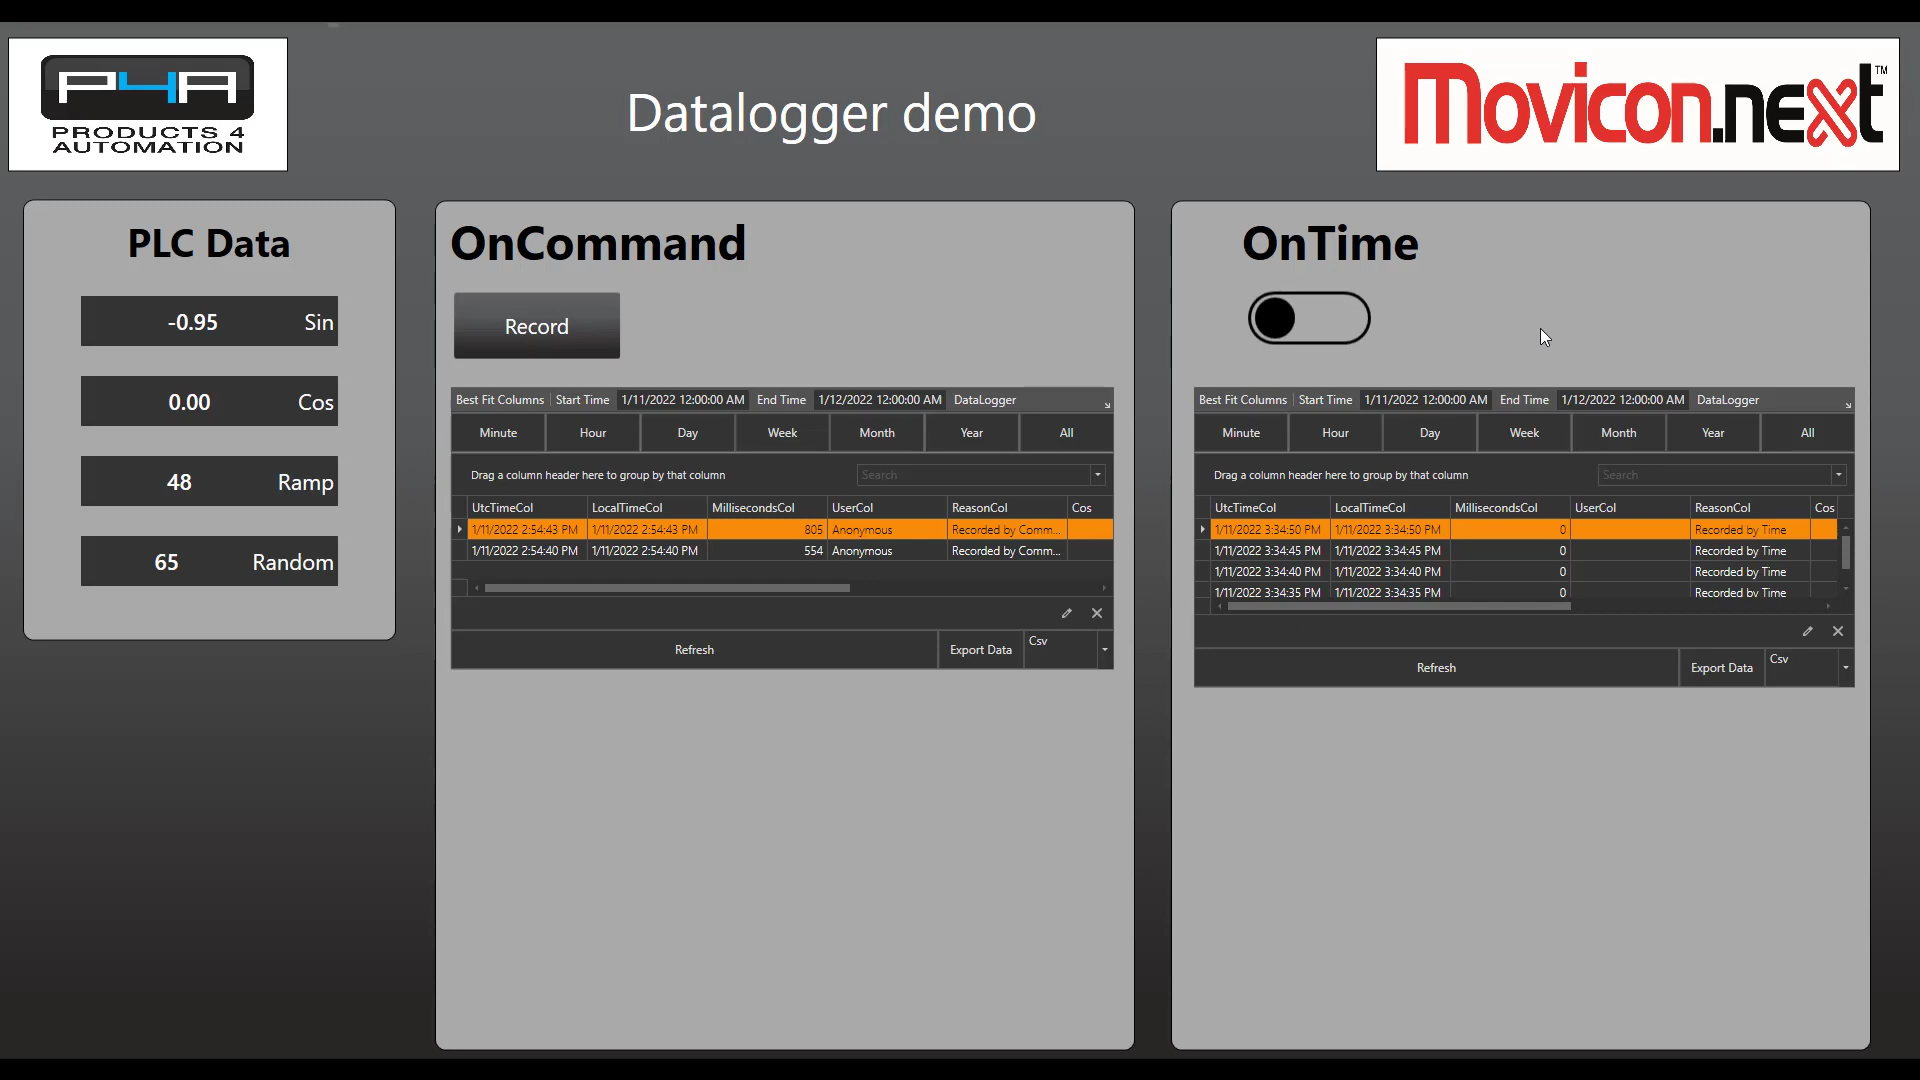 P4A
PRODUCTS 4
AUTOMATION
Datalogger demo
Movicon.next™
PLC Data
-0.95 Sin
0.00 Cos
48 Ramp
65 Random
OnCommand
Record
Best Fit Columns Start Time 1/11/2022 12:00:00 AM End Time 1/12/2022 12:00:00 AM DataLogger
Minute Hour Day Week Month Year All
Drag a column header here to group by that column Search
UtcTimeCol LocalTimeCol MillisecondsCol UserCol ReasonCol Cos
1/11/2022 2:54:43 PM 1/11/2022 2:54:43 PM 805 Anonymous Recorded by Comm...
1/11/2022 2:54:40 PM 1/11/2022 2:54:40 PM 554 Anonymous Recorded by Comm...
Refresh Export Data Csv
OnTime
Best Fit Columns Start Time 1/11/2022 12:00:00 AM End Time 1/12/2022 12:00:00 AM DataLogger
Minute Hour Day Week Month Year All
Drag a column header here to group by that column Search
UtcTimeCol LocalTimeCol MillisecondsCol UserCol ReasonCol Cos
1/11/2022 3:34:50 PM 1/11/2022 3:34:50 PM 0 Recorded by Time
1/11/2022 3:34:45 PM 1/11/2022 3:34:45 PM 0 Recorded by Time
1/11/2022 3:34:40 PM 1/11/2022 3:34:40 PM 0 Recorded by Time
1/11/2022 3:34:35 PM 1/11/2022 3:34:35 PM 0 Recorded by Time
Refresh Export Data Csv